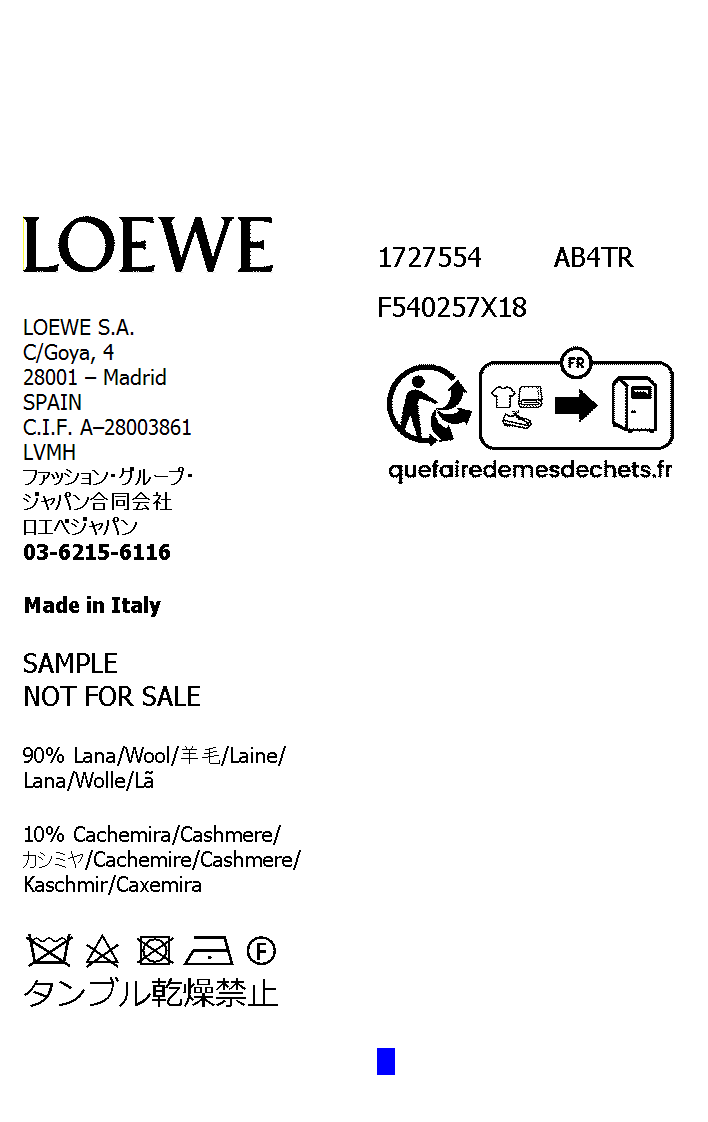 LOEWE
LOEWE S.A.
C/Goya, 4
28001 – Madrid
SPAIN
C.I.F. A–28003861
LVMH
ファッション・グループ・
ジャパン合同会社
ロエベジャパン
03-6215-6116
Made in Italy
SAMPLE
NOT FOR SALE
90% Lana/Wool/羊毛/Laine/
Lana/Wolle/Lã
10% Cachemira/Cashmere/
カシミヤ/Cachemire/Cashmere/
Kaschmir/Caxemira
F
タンブル乾燥禁止
1727554 AB4TR
F540257X18
FR
quefairedemesdechets.fr